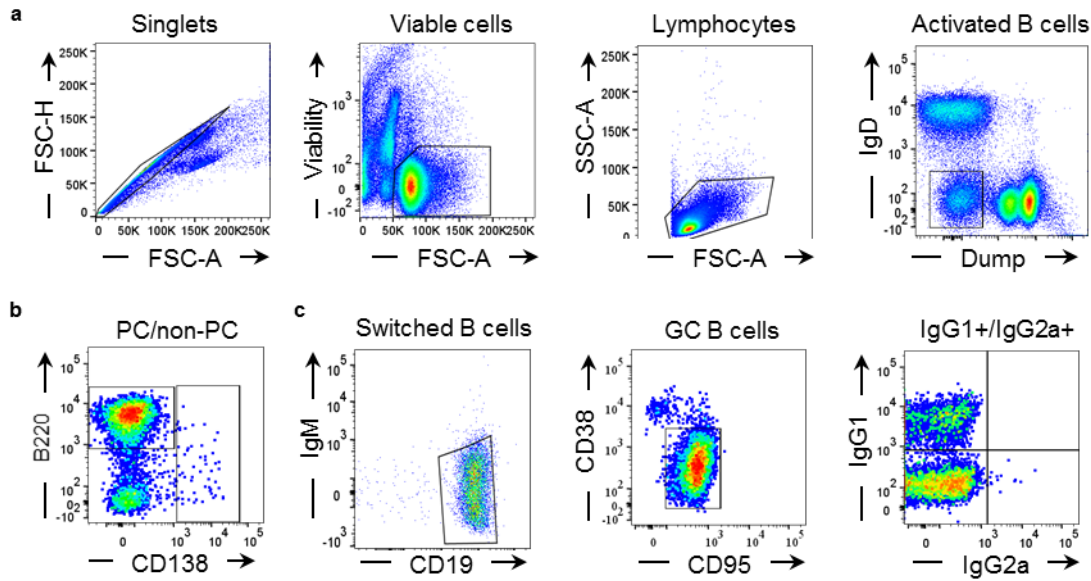 a
Singlets
Viable cells
Lymphocytes
Activated B cells
FSC-H
250K
200K
150K
100K
50K
0
0 50K 100K 150K 200K 250K
FSC-A
Viability
10³
10²
0
-10²
0 50K 100K 150K 200K 250K
FSC-A
SSC-A
250K
200K
150K
100K
50K
0
FSC-A
IgD
10⁵
10⁴
10³
10²
0
-10²
Dump
b
PC/non-PC
c
Switched B cells
GC B cells
IgG1+/IgG2a+
B220
10⁵
10⁴
10³
10²
0
-10²
0 10³ 10⁴ 10⁵
CD138
IgM
10⁵
10⁴
10³
0
-10³
CD19
CD38
10⁵
10⁴
10³
10²
0
-10²
0 10³ 10⁴ 10⁵
CD95
IgG1
10⁵
10⁴
10³
10²
0
-10²
0 10³ 10⁴ 10⁵
IgG2a